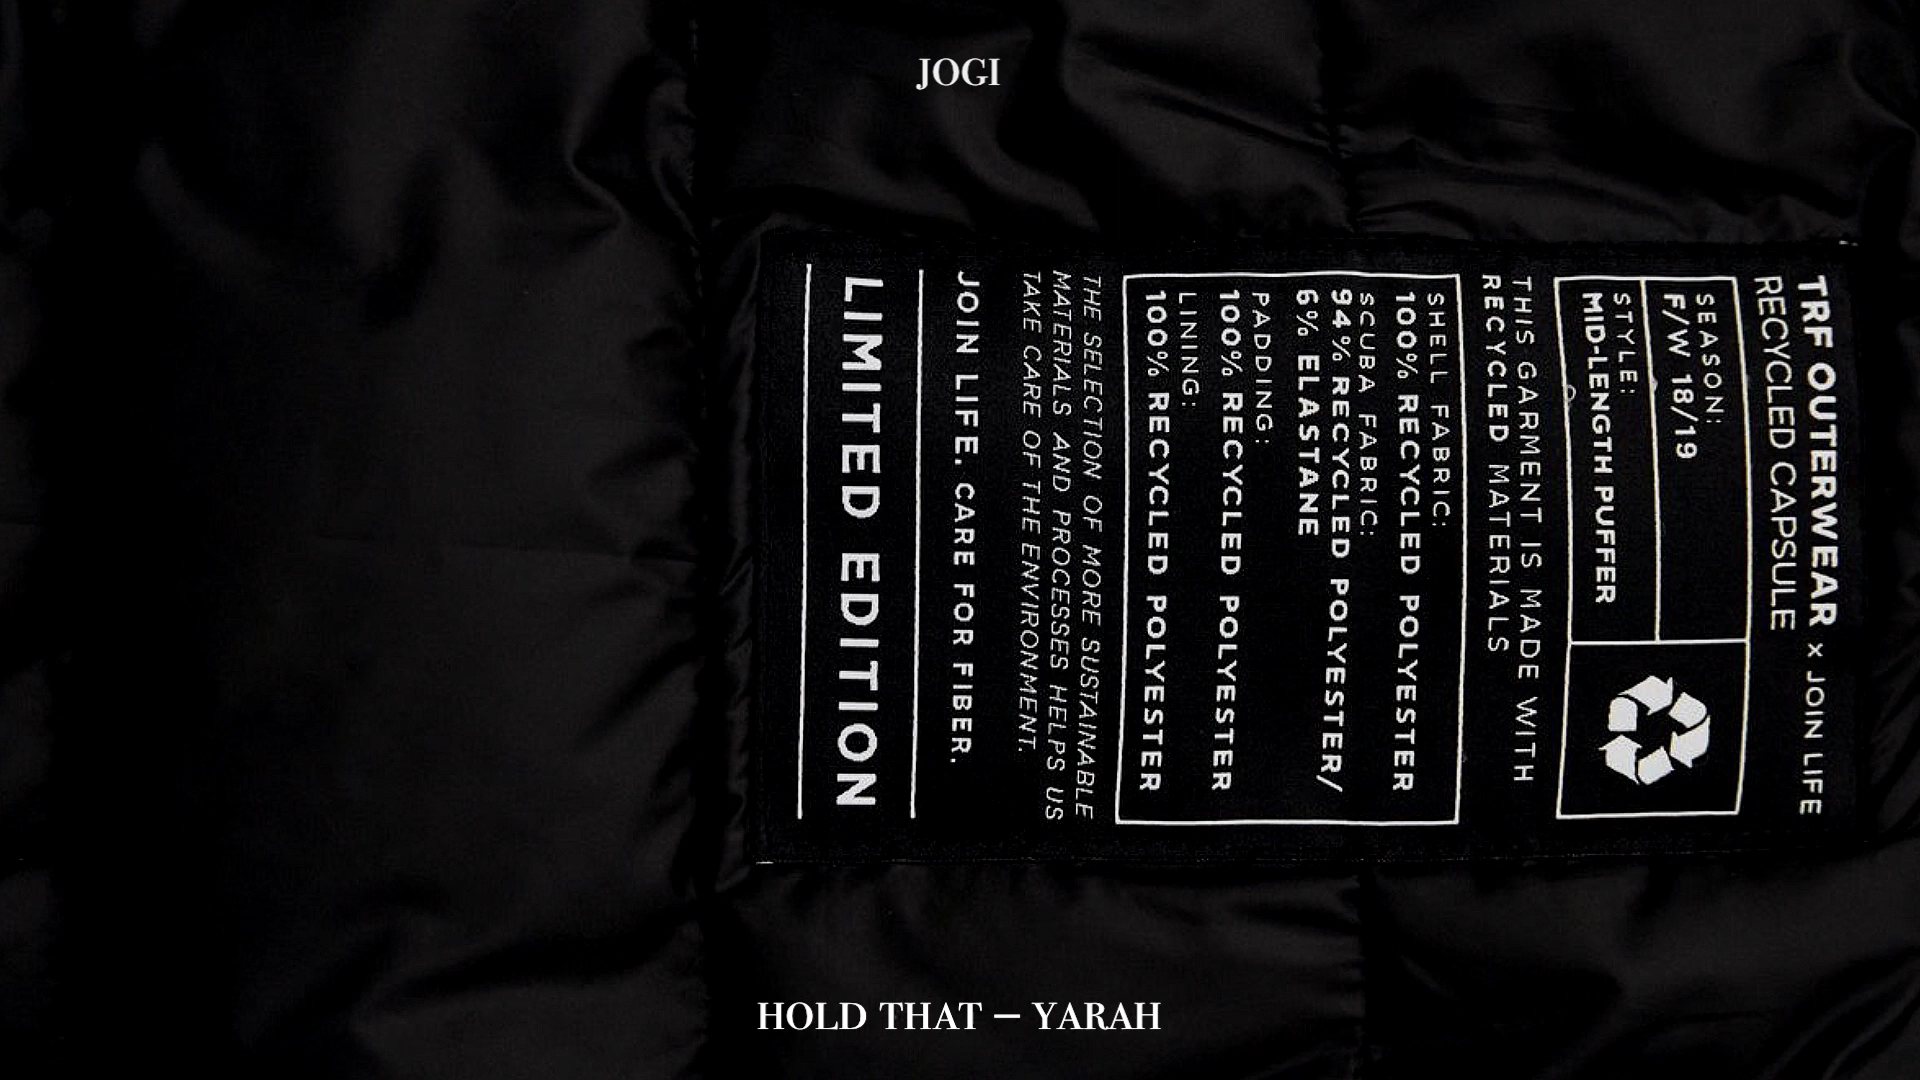 JOGI
TRF OUTERWEAR × JOIN LIFE
RECYCLED CAPSULE
SEASON:
F/W 18/19
STYLE:
MID-LENGTH PUFFER
THIS GARMENT IS MADE WITH
RECYCLED MATERIALS
SHELL FABRIC:
100% RECYCLED POLYESTER
SCUBA FABRIC:
94% RECYCLED POLYESTER/
6% ELASTANE
PADDING:
100% RECYCLED POLYESTER
LINING:
100% RECYCLED POLYESTER
THE SELECTION OF MORE SUSTAINABLE
MATERIALS AND PROCESSES HELPS US
TAKE CARE OF THE ENVIRONMENT.
JOIN LIFE. CARE FOR FIBER.
LIMITED EDITION
HOLD THAT — YARAH